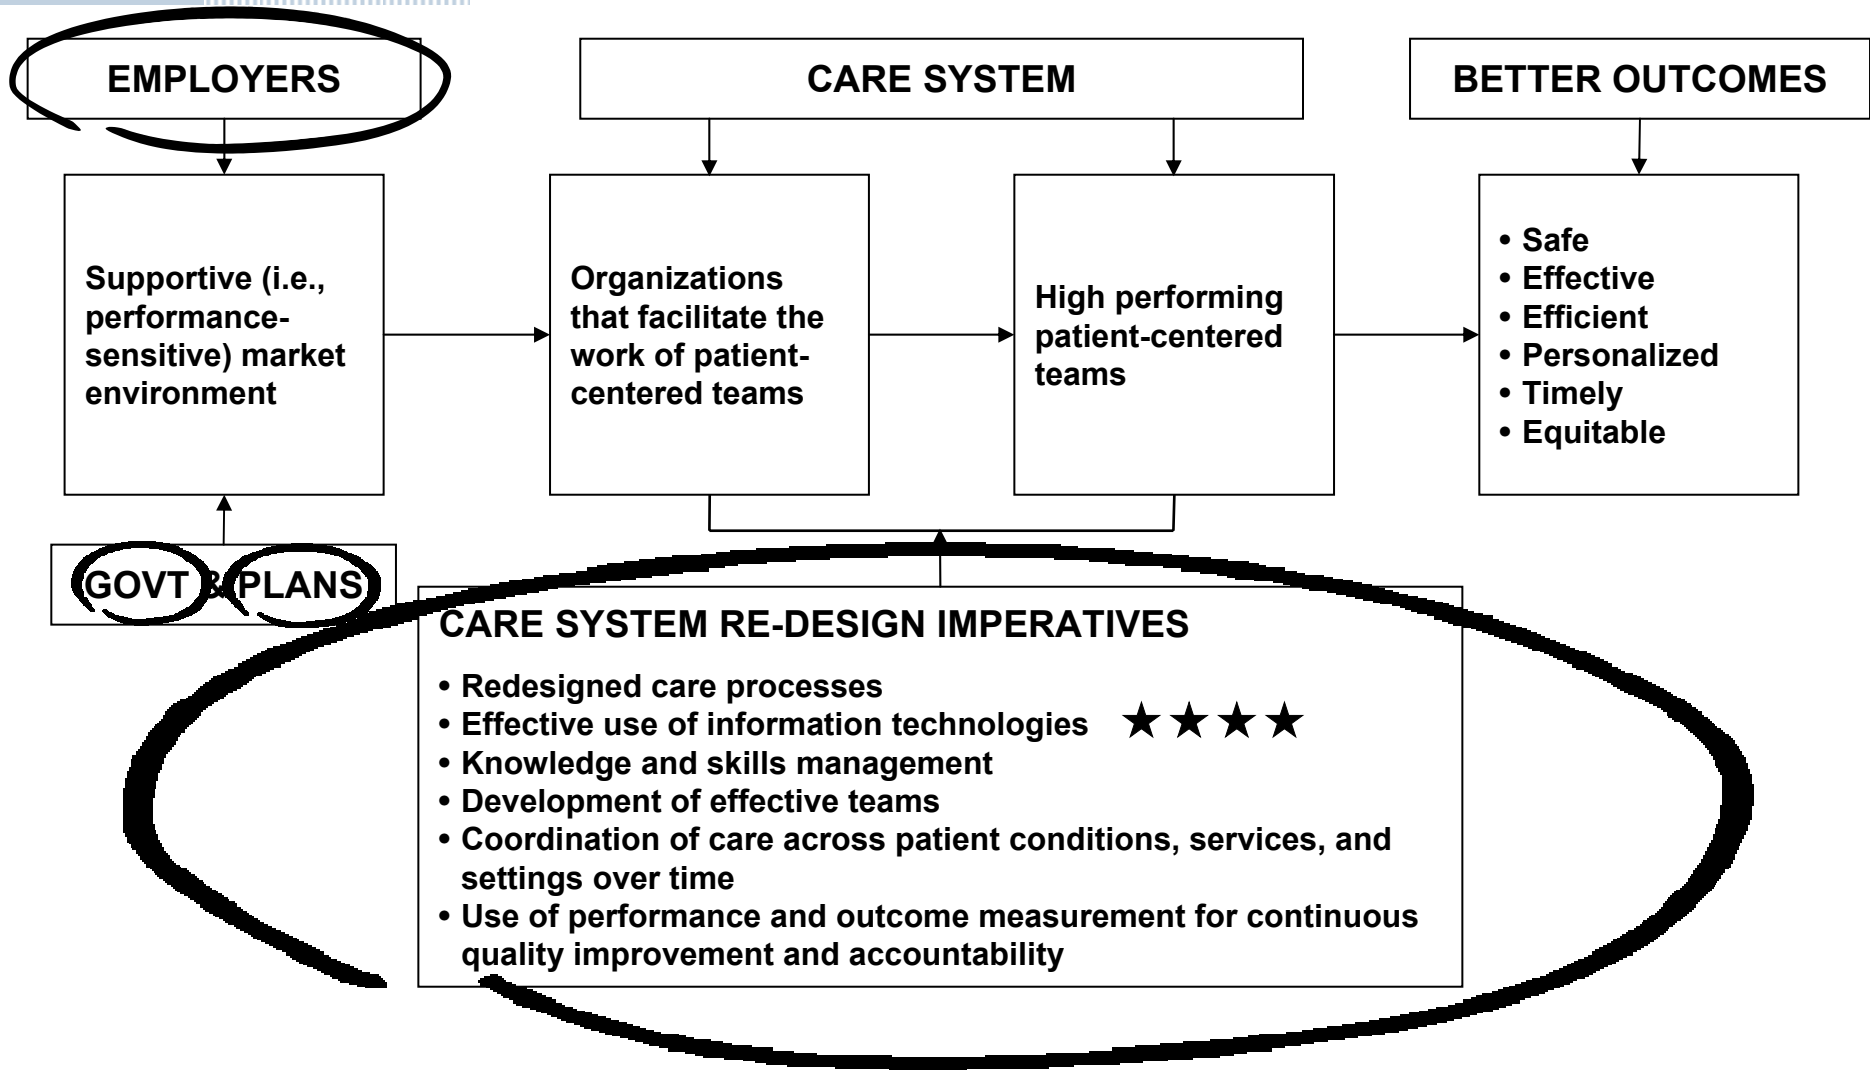 EMPLOYERS
CARE SYSTEM
BETTER OUTCOMES
Supportive (i.e.,
performance-
sensitive) market
environment
Organizations
that facilitate the
work of patient-
centered teams
High performing
patient-centered
teams
• Safe
• Effective
• Efficient
• Personalized
• Timely
• Equitable
GOVT & PLANS
CARE SYSTEM RE-DESIGN IMPERATIVES
• Redesigned care processes
• Effective use of information technologies ★ ★ ★ ★
• Knowledge and skills management
• Development of effective teams
• Coordination of care across patient conditions, services, and
settings over time
• Use of performance and outcome measurement for continuous
quality improvement and accountability